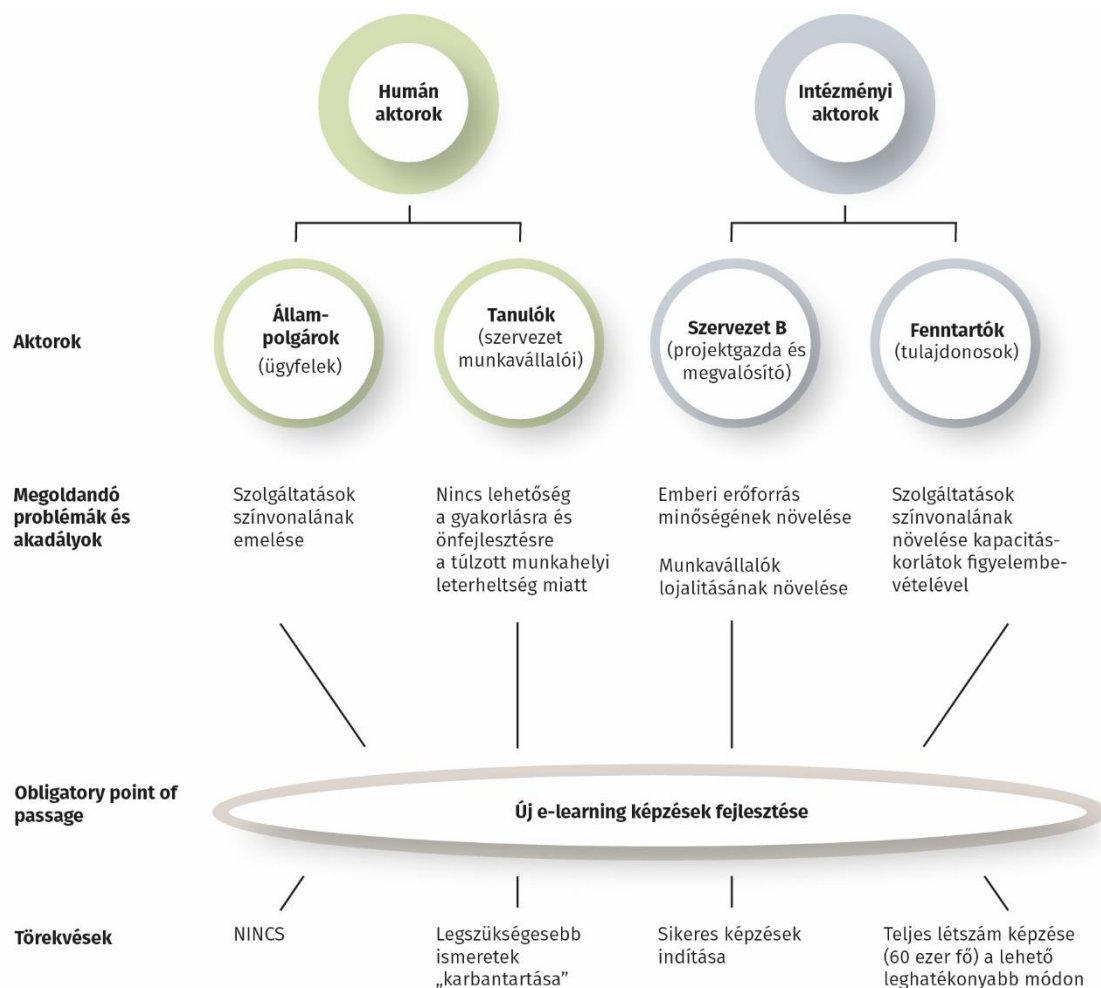 Humán
aktorok
Intézményi
aktorok
Aktorok
Állam-
polgárok
(ügyfelek)
Tanulók
(szervezet
munkavállalói)
Szervezet B
(projektgazda és
megvalósító)
Fenntartók
(tulajdonosok)
Megoldandó
problémák és
akadályok
Szolgáltatások
színvonalának
emelése
Nincs lehetőség
a gyakorlásra és
önfejlesztésre
a túlzott munkahelyi
leterheltség miatt
Emberi erőforrás
minőségének növelése
Munkavállalók
lojalitásának növelése
Szolgáltatások
színvonalának
növelése kapacitás-
korlátok figyelembe-
vételével
Obligatory point of
passage
Új e-learning képzések fejlesztése
Törekvések
NINCS
Legszükségesebb
ismeretek
„karbantartása”
Sikeres képzések
indítása
Teljes létszám képzése
(60 ezer fő) a lehető
leghatékonyabb módon